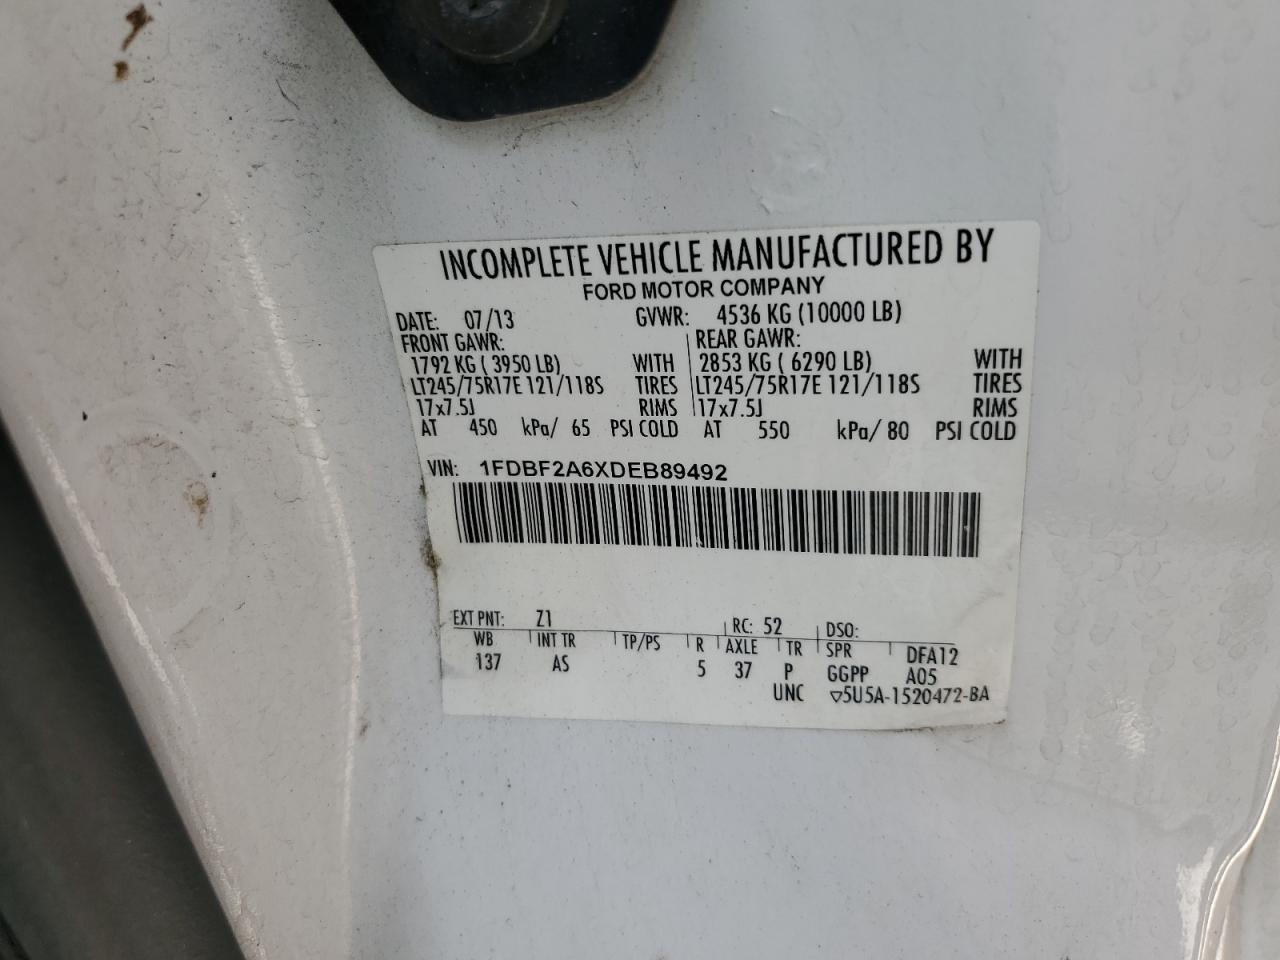 INCOMPLETE VEHICLE MANUFACTURED BY
FORD MOTOR COMPANY
DATE: 07/13 GVWR: 4536 KG (10000 LB)
FRONT GAWR: REAR GAWR:
1792 KG ( 3950 LB) WITH 2853 KG ( 6290 LB) WITH
LT245/75R17E 121/118S TIRES LT245/75R17E 121/118S TIRES
17x7.5J RIMS 17x7.5J RIMS
AT 450 kPa/ 65 PSI COLD AT 550 kPa/ 80 PSI COLD
VIN: 1FDBF2A6XDEB89492
EXT PNT: Z1 RC: 52 DSO:
WB INT TR TP/PS R AXLE TR SPR DFA12
137 AS 5 37 P GGPP A05
UNC ▽5U5A-1520472-BA